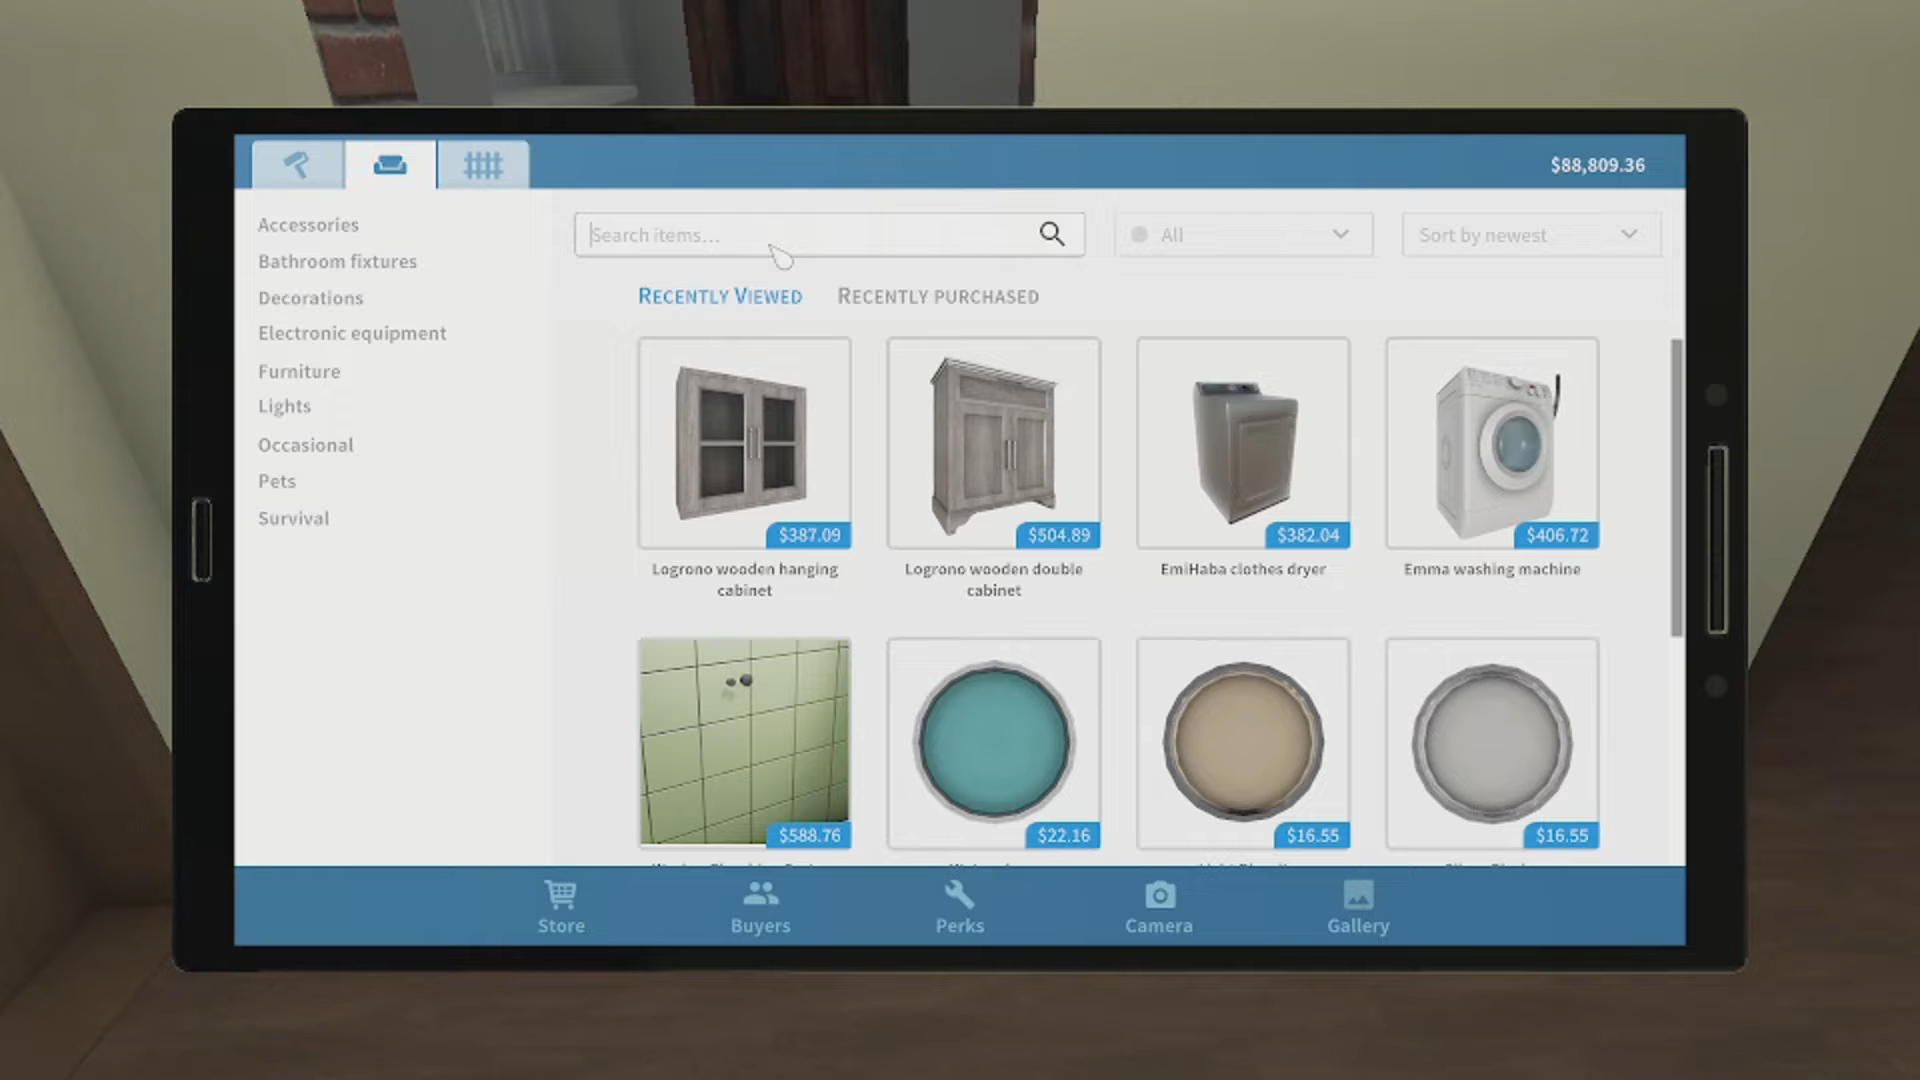 $88,809.36
Accessories
Bathroom fixtures
Decorations
Electronic equipment
Furniture
Lights
Occasional
Pets
Survival
Search items...
All
Sort by newest
RECENTLY VIEWED
RECENTLY PURCHASED
$387.09
$504.89
$382.04
$406.72
Logrono wooden hanging
cabinet
Logrono wooden double
cabinet
EmiHaba clothes dryer
Emma washing machine
$588.76
$22.16
$16.55
$16.55
Store
Buyers
Perks
Camera
Gallery